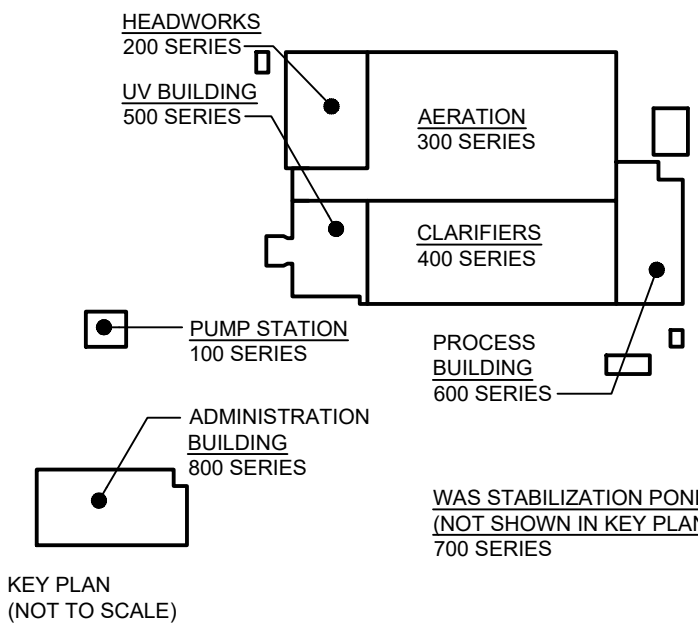 HEADWORKS
200 SERIES
UV BUILDING
500 SERIES
AERATION
300 SERIES
CLARIFIERS
400 SERIES
PUMP STATION
100 SERIES
PROCESS
BUILDING
600 SERIES
ADMINISTRATION
BUILDING
800 SERIES
WAS STABILIZATION POND
(NOT SHOWN IN KEY PLAN
700 SERIES
KEY PLAN
(NOT TO SCALE)